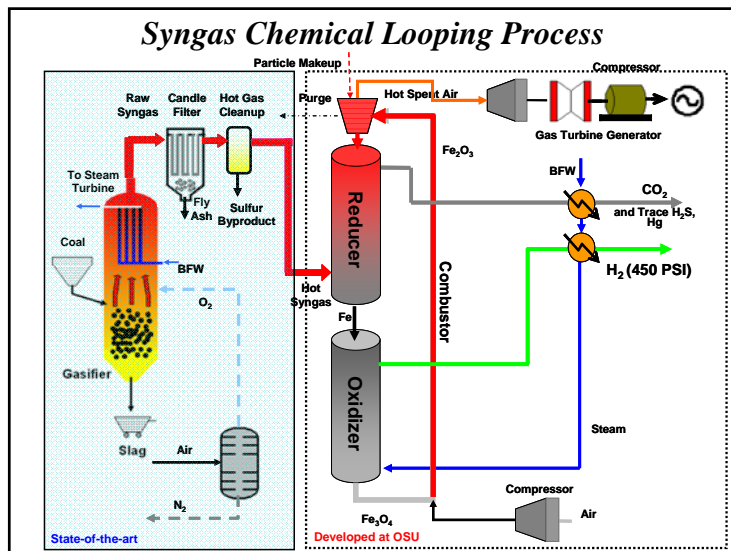 Syngas Chemical Looping Process
Particle Makeup
Compressor
Raw
Syngas
Candle
Filter
Hot Gas
Cleanup
Purge
Hot Spent Air
Gas Turbine Generator
Fe2O3
To Steam
Turbine
Fly
Ash
Sulfur
Byproduct
BFW
CO2
and Trace H2S,
Hg
Reducer
Coal
BFW
O2
Hot
Syngas
Combustor
H2 (450 PSI)
Fe
Gasifier
Oxidizer
Slag
Air
Steam
Compressor
N2
Fe3O4
Air
State-of-the-art
Developed at OSU